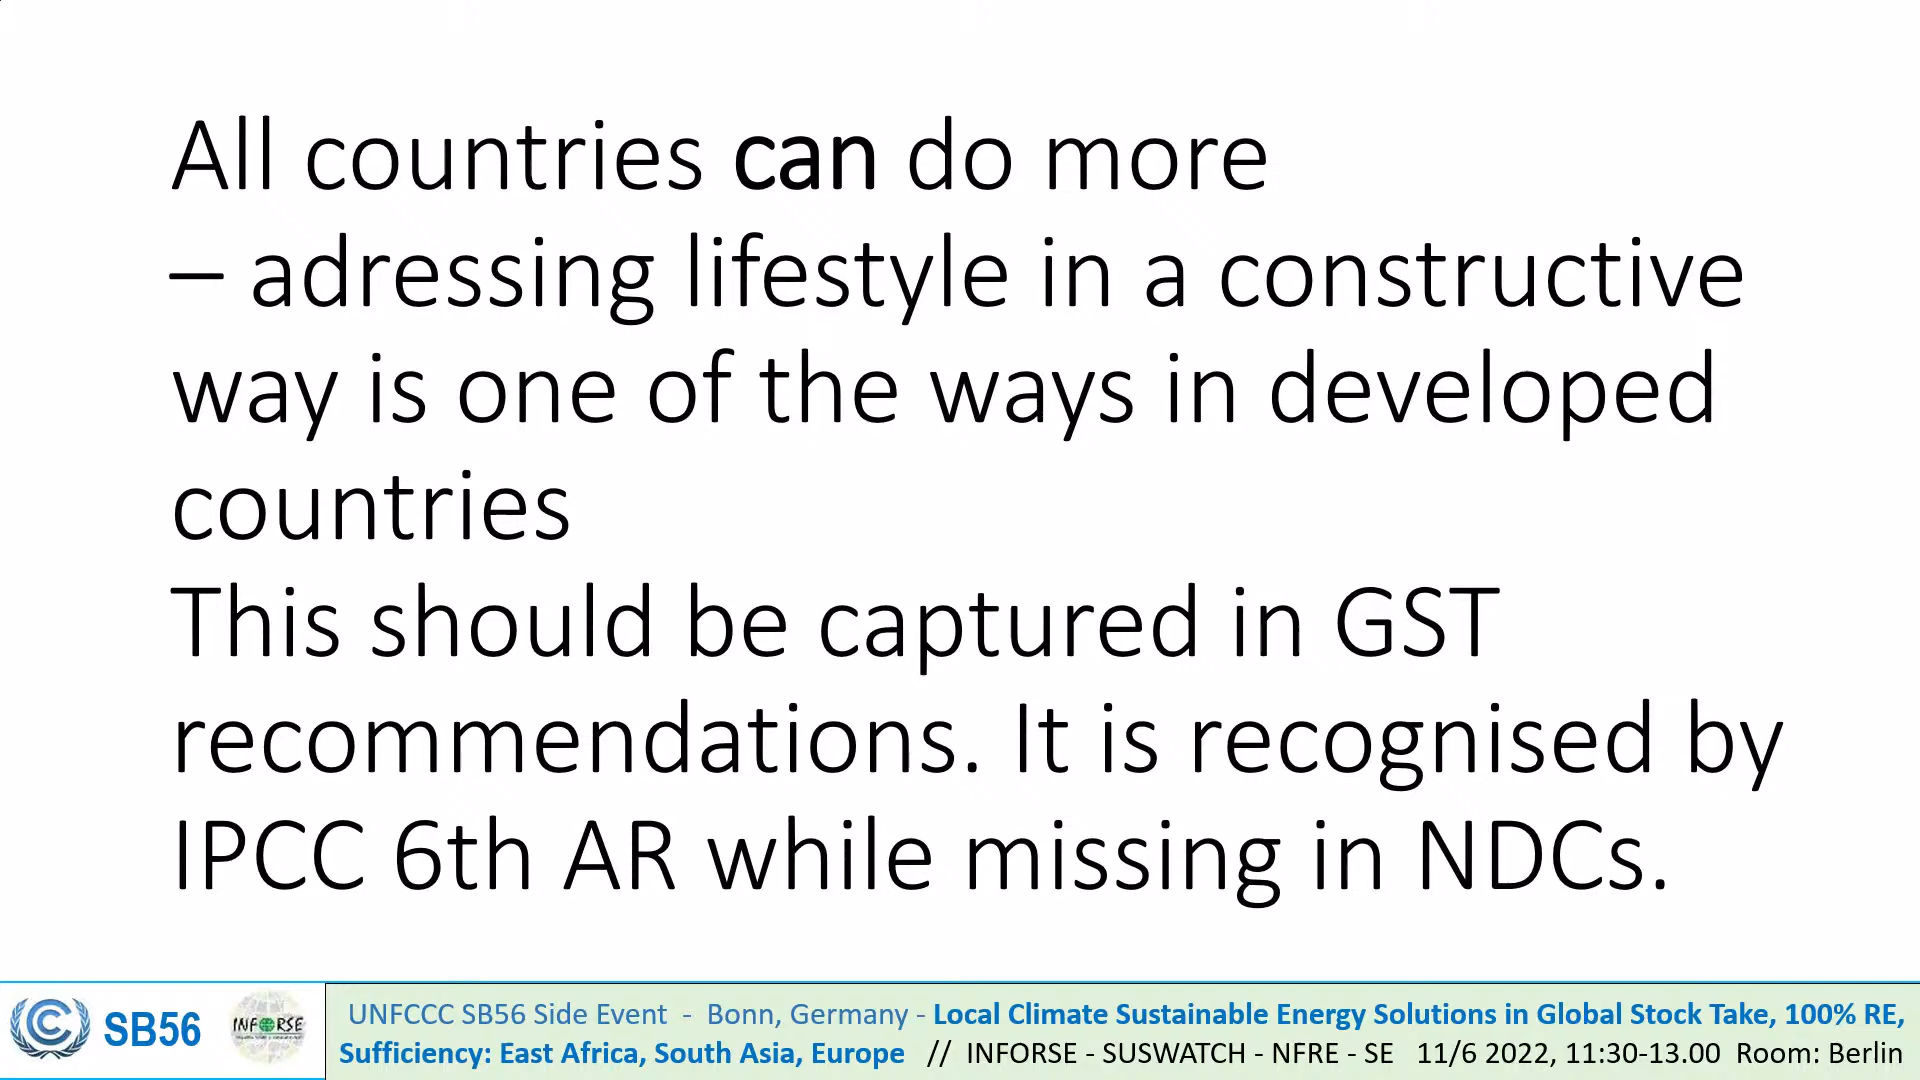 All countries can do more
– adressing lifestyle in a constructive
way is one of the ways in developed
countries
This should be captured in GST
recommendations. It is recognised by
IPCC 6th AR while missing in NDCs.
SB56
INFORSE
UNFCCC SB56 Side Event - Bonn, Germany - Local Climate Sustainable Energy Solutions in Global Stock Take, 100% RE,
Sufficiency: East Africa, South Asia, Europe // INFORSE - SUSWATCH - NFRE - SE 11/6 2022, 11:30-13.00 Room: Berlin